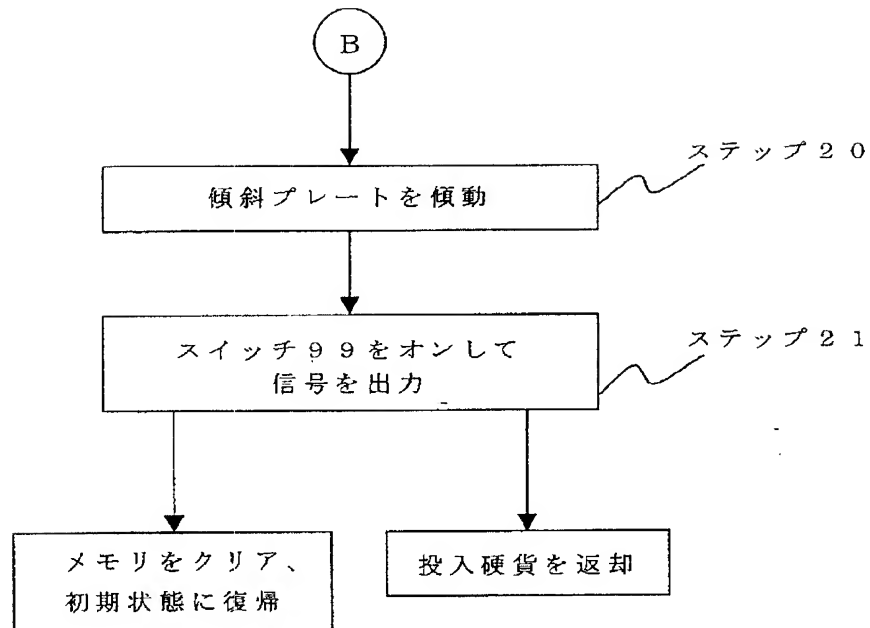 B
ステップ２０
傾斜プレートを傾動
ステップ２１
スイッチ９９をオンして
信号を出力
メモリをクリア、
初期状態に復帰
投入硬貨を返却